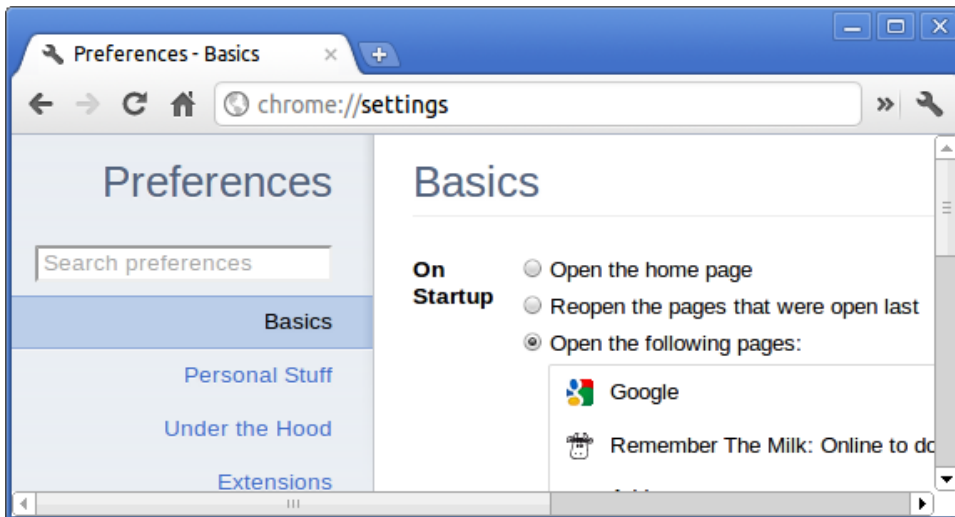 Preferences - Basics
chrome://settings
Preferences
Search preferences
Basics
Personal Stuff
Under the Hood
Extensions
Basics
On
Startup
Open the home page
Reopen the pages that were open last
Open the following pages:
Google
Remember The Milk: Online to do